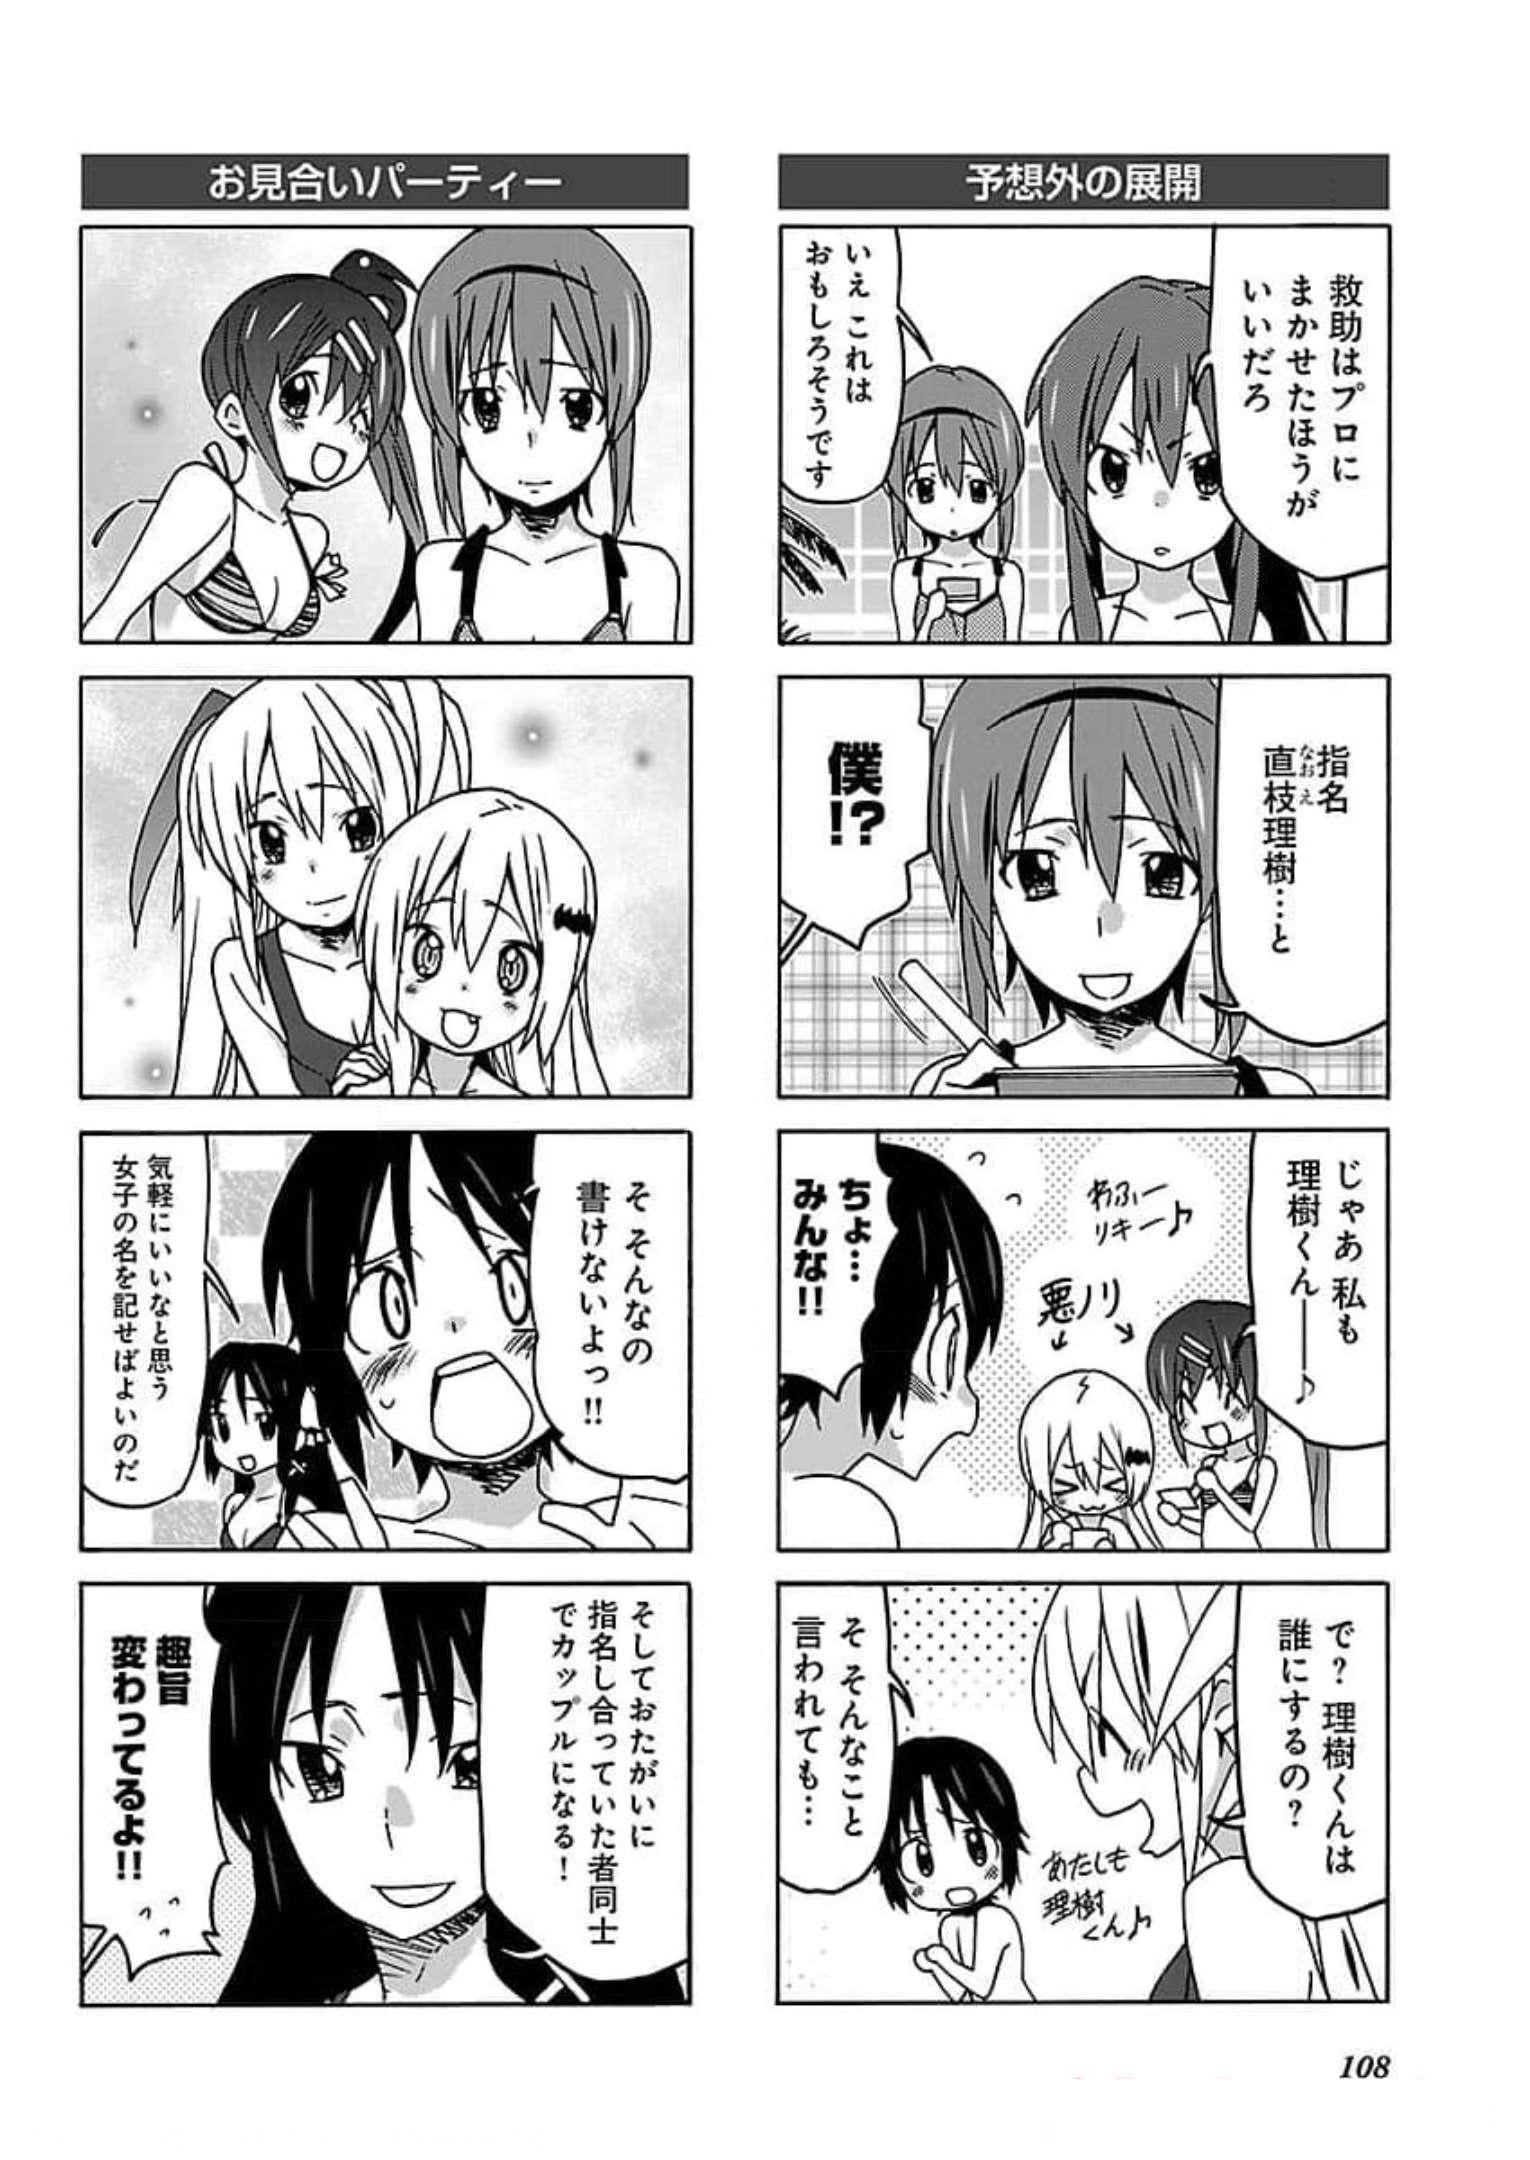 予想外の展開
救助はプロに
まかせたほうが
いいだろ
いえ これは
おもしろそうです
指名
直枝理樹…と
なおえ
僕!?
じゃあ 私も
理樹くん――♪
わふー
リキー♪
悪ノリ
ちょ…
みんな!!
で? 理樹くんは
誰にするの?
あたしも
理樹
くん♪
そ そんなこと
言われても…
お見合いパーティー
そ そんなの
書けないよっ!!
気軽にいいなと思う
女子の名を記せばよいのだ
そしておたがいに
指名し合っていた者同士
でカップルになる!
趣旨
変わってるよ!!
108